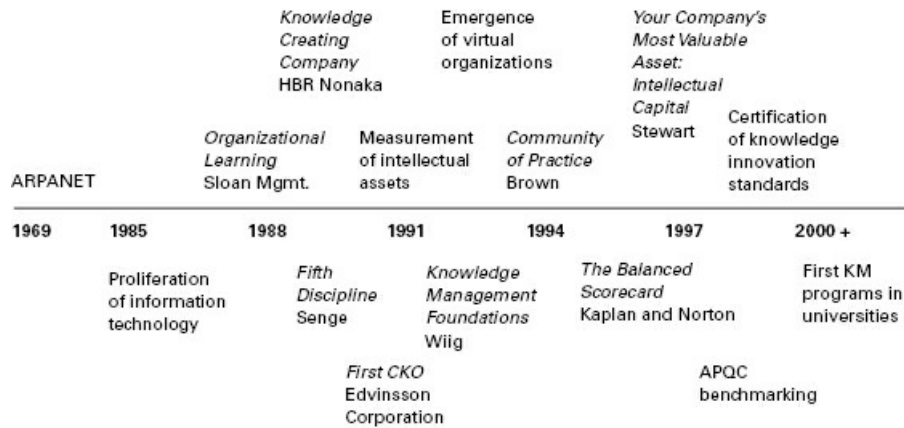 Knowledge
Creating
Company
HBR Nonaka
Emergence
of virtual
organizations
Your Company's
Most Valuable
Asset:
Intellectual
Capital
Stewart
ARPANET
Organizational
Learning
Sloan Mgmt.
Measurement
of intellectual
assets
Community
of Practice
Brown
Certification
of knowledge
innovation
standards
1969
1985
1988
1991
1994
1997
2000 +
Proliferation
of information
technology
Fifth
Discipline
Senge
Knowledge
Management
Foundations
Wiig
The Balanced
Scorecard
Kaplan and Norton
First KM
programs in
universities
First CKO
Edvinsson
Corporation
APQC
benchmarking